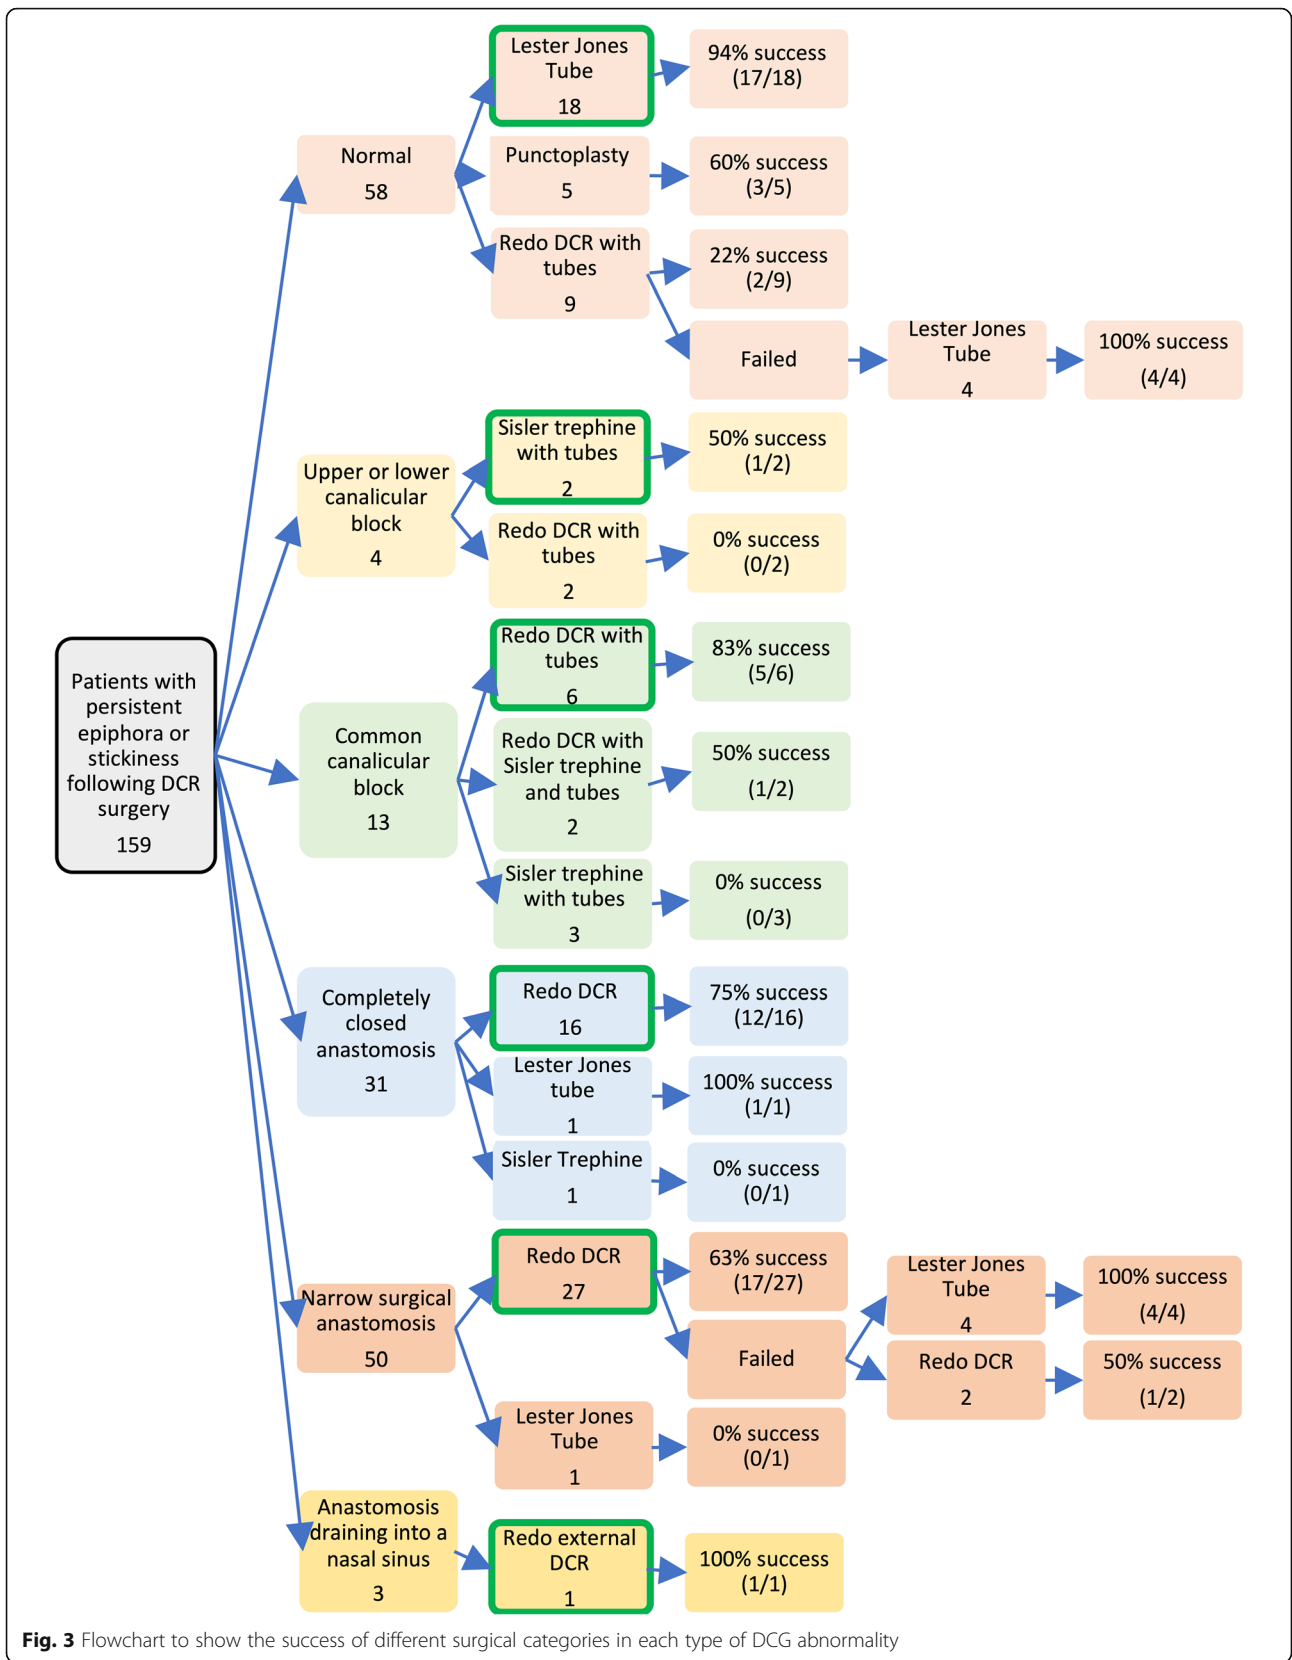 Patients with
persistent
epiphora or
stickiness
following DCR
surgery
159
Normal
58
Lester Jones
Tube
18
94% success
(17/18)
Punctoplasty
5
60% success
(3/5)
Redo DCR with
tubes
9
22% success
(2/9)
Failed
Lester Jones
Tube
4
100% success
(4/4)
Upper or lower
canalicular
block
4
Sisler trephine
with tubes
2
50% success
(1/2)
Redo DCR with
tubes
2
0% success
(0/2)
Common
canalicular
block
13
Redo DCR with
tubes
6
83% success
(5/6)
Redo DCR with
Sisler trephine
and tubes
2
50% success
(1/2)
Sisler trephine
with tubes
3
0% success
(0/3)
Completely
closed
anastomosis
31
Redo DCR
16
75% success
(12/16)
Lester Jones
tube
1
100% success
(1/1)
Sisler Trephine
1
0% success
(0/1)
Narrow surgical
anastomosis
50
Redo DCR
27
63% success
(17/27)
Failed
Lester Jones
Tube
4
100% success
(4/4)
Redo DCR
2
50% success
(1/2)
Lester Jones
Tube
1
0% success
(0/1)
Anastomosis
draining into a
nasal sinus
3
Redo external
DCR
1
100% success
(1/1)
Fig. 3 Flowchart to show the success of different surgical categories in each type of DCG abnormality